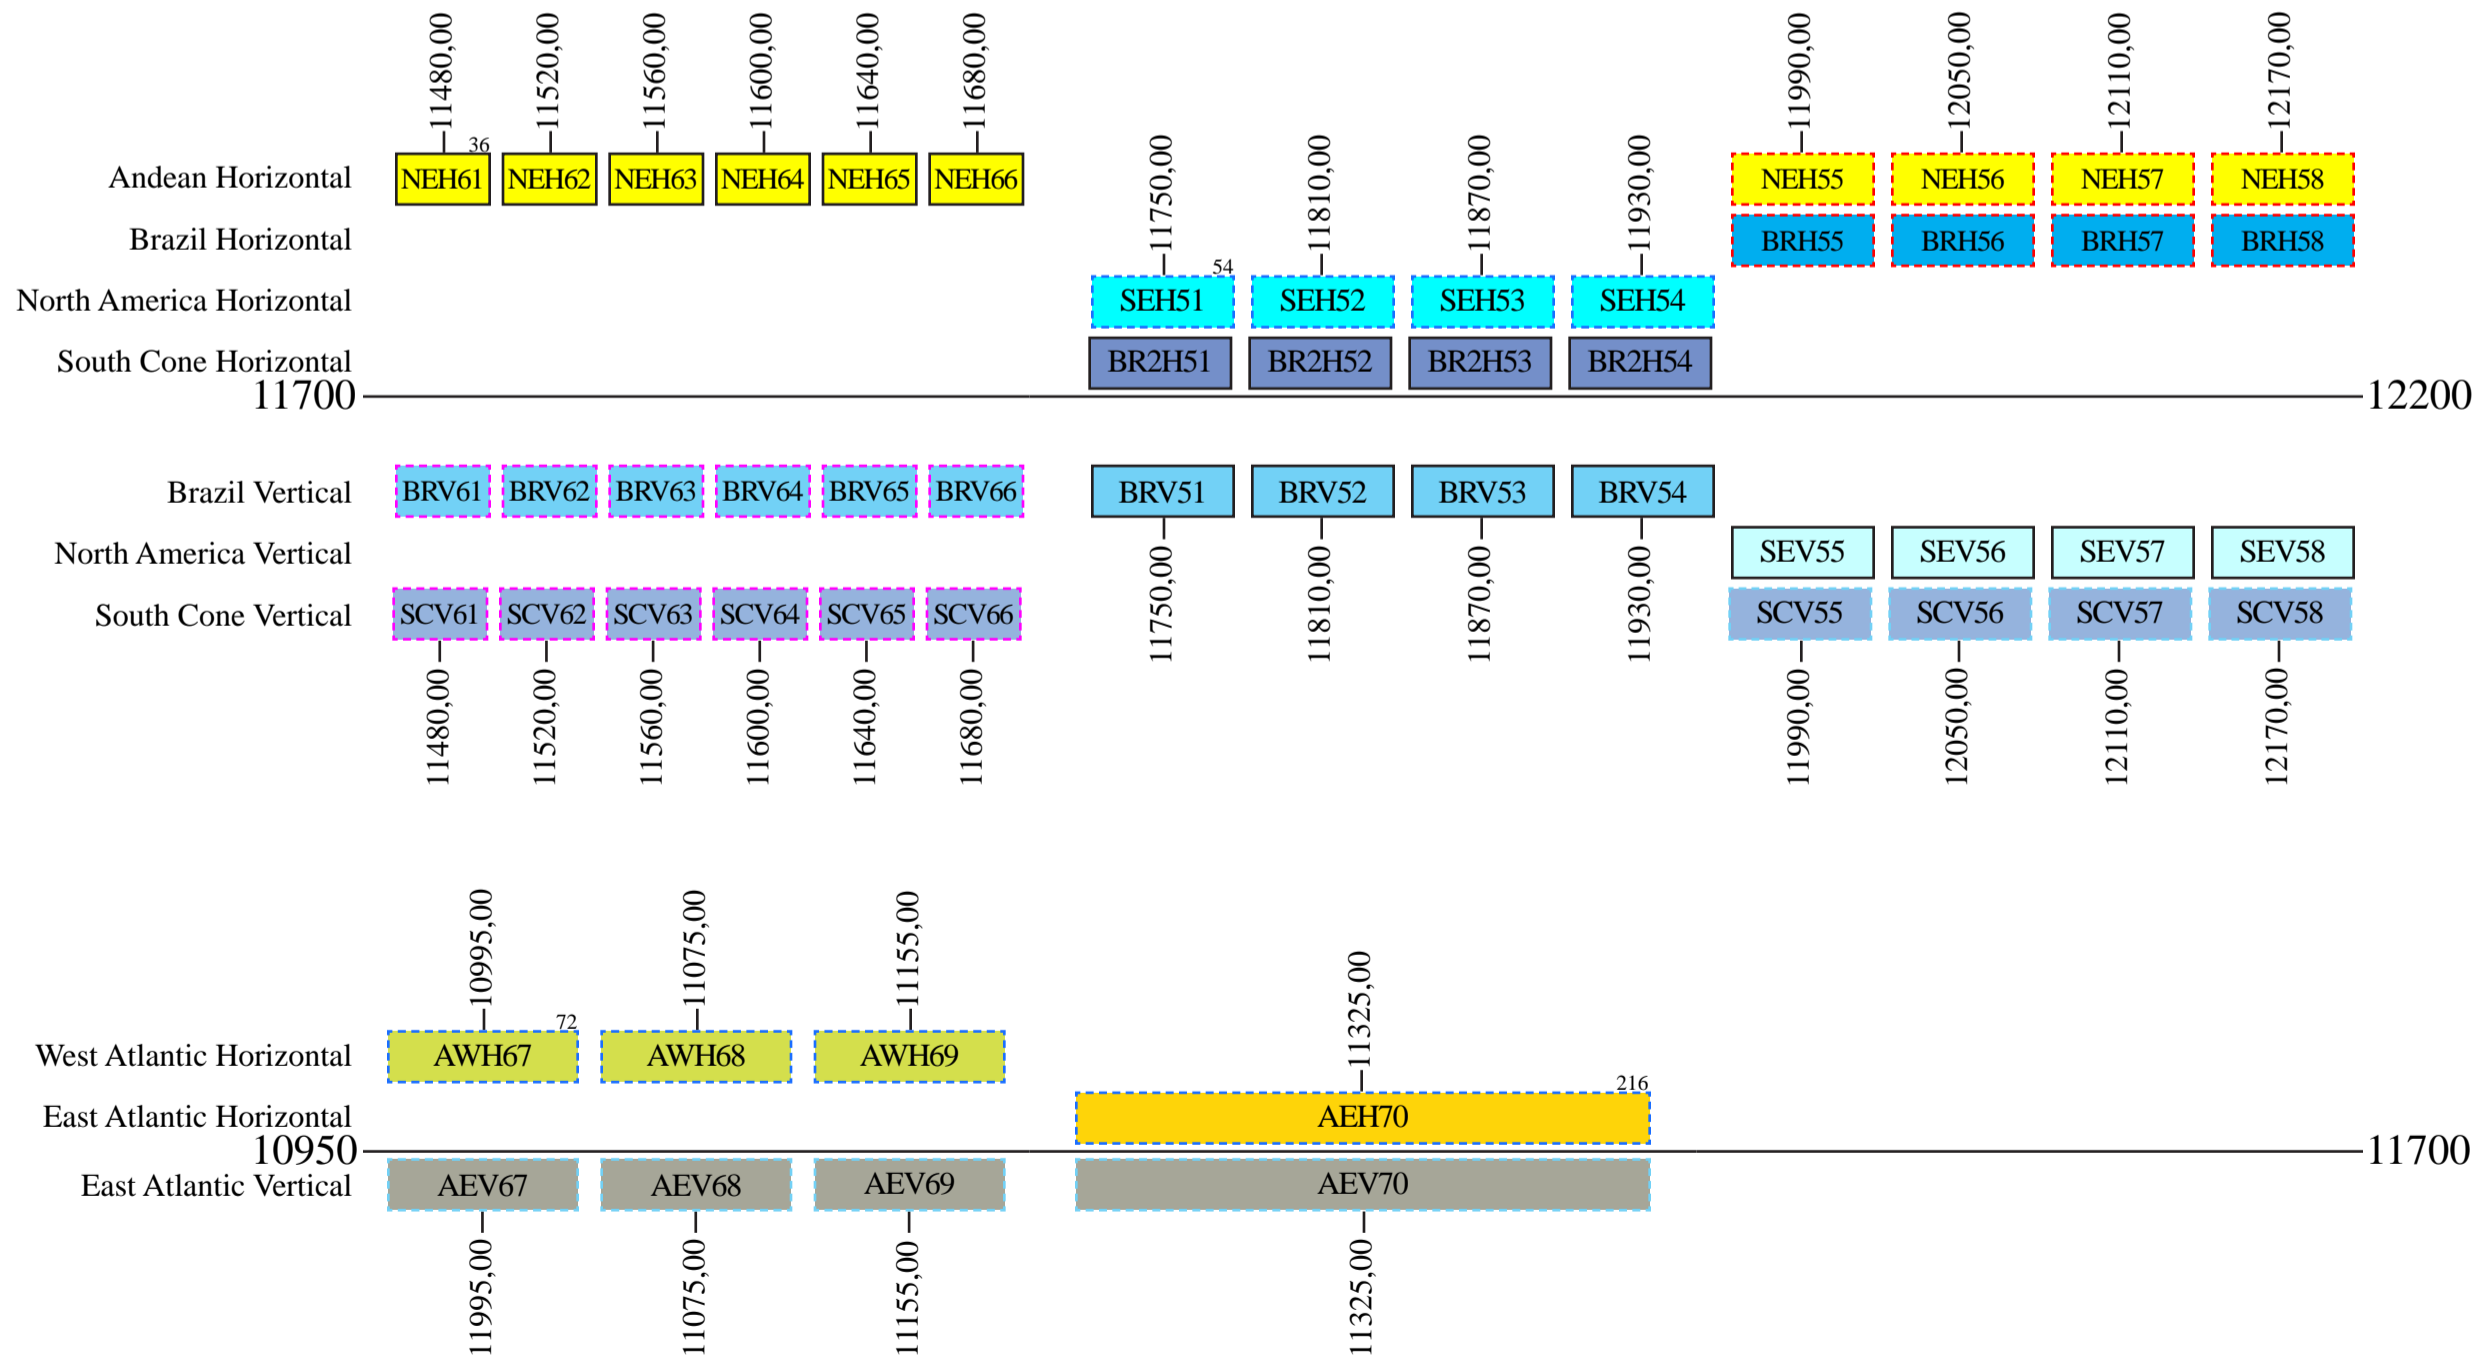 11480,00 11520,00 11560,00 11600,00 11640,00 11680,00 11990,00 12050,00 12110,00 12170,00
11750,00 11810,00 11870,00 11930,00
36
Andean Horizontal NEH61 NEH62 NEH63 NEH64 NEH65 NEH66 NEH55 NEH56 NEH57 NEH58
Brazil Horizontal BRH55 BRH56 BRH57 BRH58
54
North America Horizontal SEH51 SEH52 SEH53 SEH54
South Cone Horizontal BR2H51 BR2H52 BR2H53 BR2H54
11700 12200
Brazil Vertical BRV61 BRV62 BRV63 BRV64 BRV65 BRV66 BRV51 BRV52 BRV53 BRV54
North America Vertical SEV55 SEV56 SEV57 SEV58
South Cone Vertical SCV61 SCV62 SCV63 SCV64 SCV65 SCV66 SCV55 SCV56 SCV57 SCV58
11750,00 11810,00 11870,00 11930,00
11480,00 11520,00 11560,00 11600,00 11640,00 11680,00 11990,00 12050,00 12110,00 12170,00
10995,00 11075,00 11155,00
11325,00
72
West Atlantic Horizontal AWH67 AWH68 AWH69
216
East Atlantic Horizontal AEH70
10950 11700
East Atlantic Vertical AEV67 AEV68 AEV69 AEV70
11995,00 11075,00 11155,00 11325,00